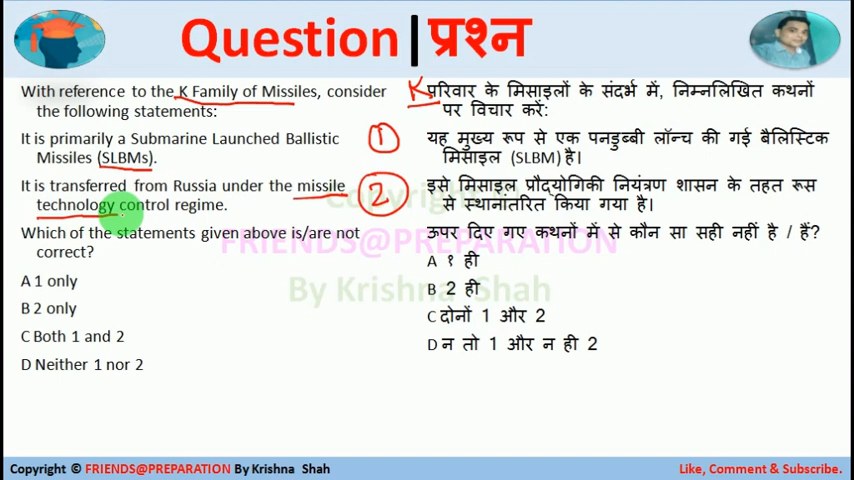 Question|प्रश्न
With reference to the K Family of Missiles, consider
the following statements:
It is primarily a Submarine Launched Ballistic
Missiles (SLBMs).
It is transferred from Russia under the missile
technology control regime.
Which of the statements given above is/are not
correct?
A 1 only
B 2 only
C Both 1 and 2
D Neither 1 nor 2
1
2
K परिवार के मिसाइलों के संदर्भ में, निम्नलिखित कथनों
पर विचार करें:
यह मुख्य रूप से एक पनडुब्बी लॉन्च की गई बैलिस्टिक
मिसाइल (SLBM) है।
इसे मिसाइल प्रौद्योगिकी नियंत्रण शासन के तहत रूस
से स्थानांतरित किया गया है।
ऊपर दिए गए कथनों में से कौन सा सही नहीं है / हैं?
A १ ही
B 2 ही
C दोनों 1 और 2
D न तो 1 और न ही 2
Copyright ©
FRIENDS@PREPARATION
By Krishna Shah
Copyright © FRIENDS@PREPARATION By Krishna Shah
Like, Comment & Subscribe.